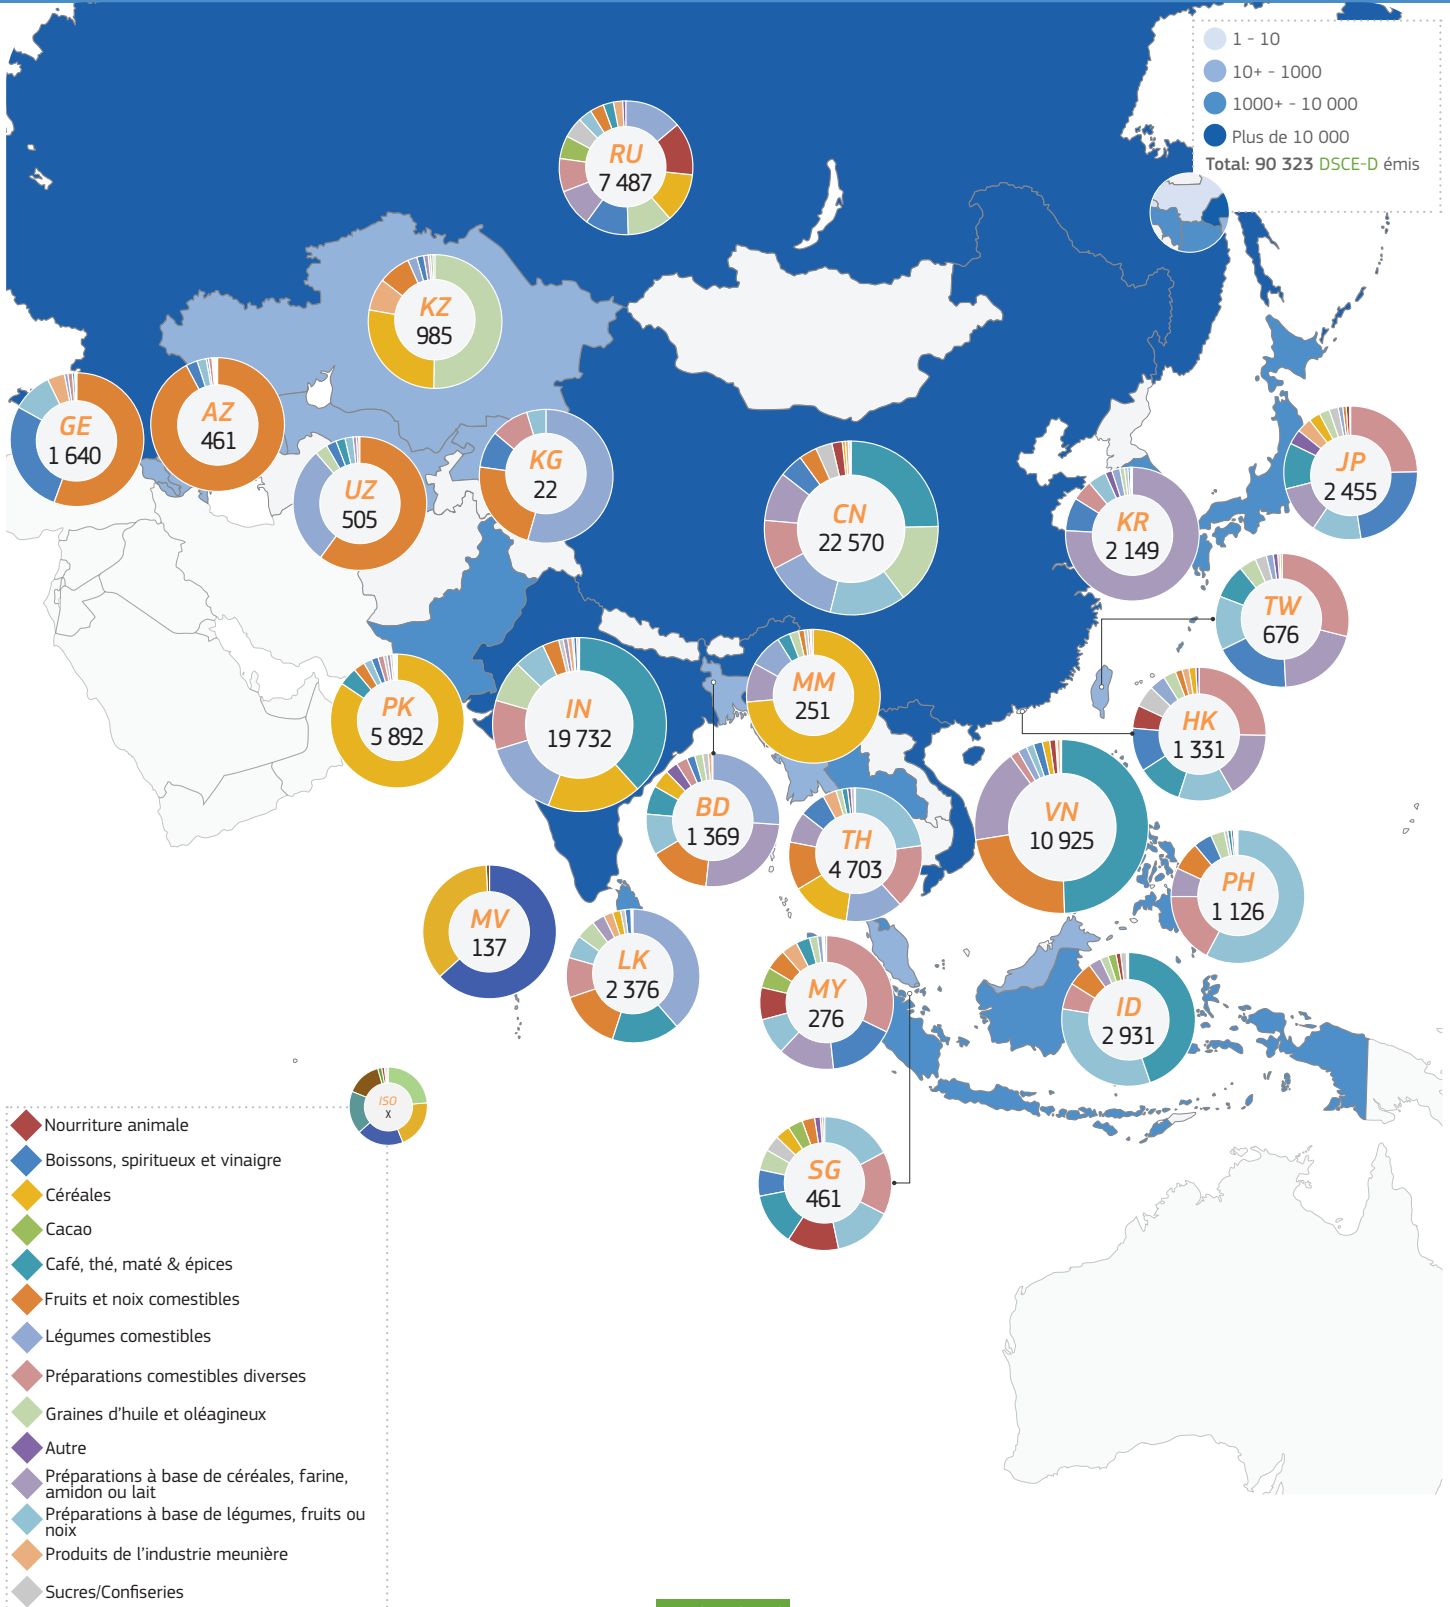 1 - 10
10+ - 1000
1000+ - 10 000
Plus de 10 000
Total: 90 323 DSCE-D émis
RU
7 487
KZ
985
GE
1 640
AZ
461
UZ
505
KG
22
CN
22 570
KR
2 149
JP
2 455
TW
676
PK
5 892
IN
19 732
MM
251
HK
1 331
BD
1 369
TH
4 703
VN
10 925
PH
1 126
MV
137
LK
2 376
MY
276
ID
2 931
SG
461
ISO
X
Nourriture animale
Boissons, spiritueux et vinaigre
Céréales
Cacao
Café, thé, maté & épices
Fruits et noix comestibles
Légumes comestibles
Préparations comestibles diverses
Graines d'huile et oléagineux
Autre
Préparations à base de céréales, farine,
amidon ou lait
Préparations à base de légumes, fruits ou
noix
Produits de l'industrie meunière
Sucres/Confiseries